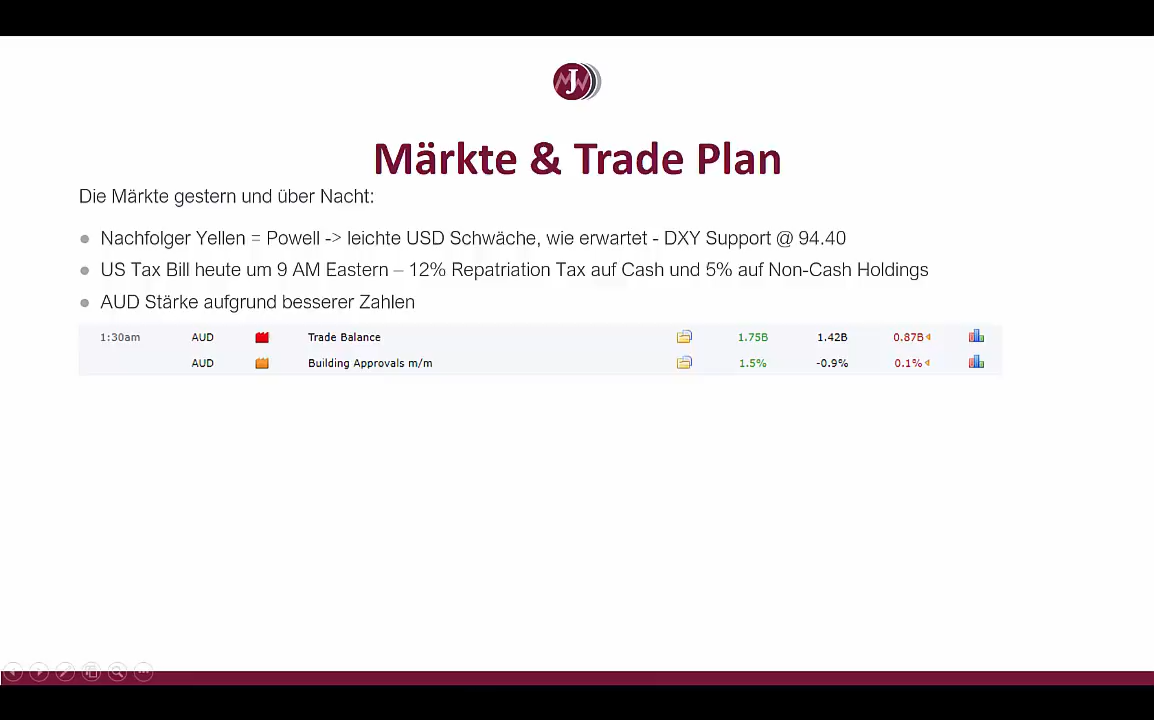 J
Märkte & Trade Plan
Die Märkte gestern und über Nacht:
Nachfolger Yellen = Powell -> leichte USD Schwäche, wie erwartet - DXY Support @ 94.40
US Tax Bill heute um 9 AM Eastern – 12% Repatriation Tax auf Cash und 5% auf Non-Cash Holdings
AUD Stärke aufgrund besserer Zahlen
1:30am AUD Trade Balance 1.75B 1.42B 0.87B
AUD Building Approvals m/m 1.5% -0.9% 0.1%